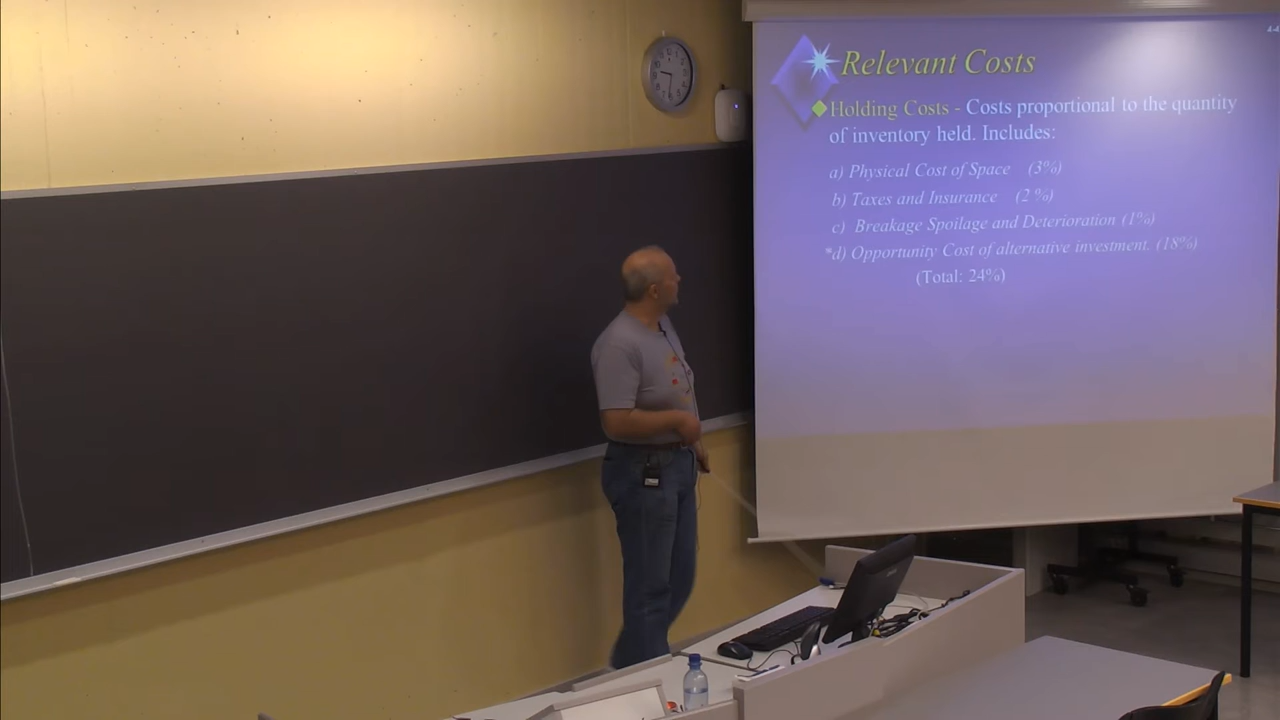 Relevant Costs
Holding Costs - Costs proportional to the quantity
of inventory held. Includes:
a) Physical Cost of Space (3%)
b) Taxes and Insurance (2 %)
c) Breakage Spoilage and Deterioration (1%)
*d) Opportunity Cost of alternative investment. (18%)
(Total: 24%)